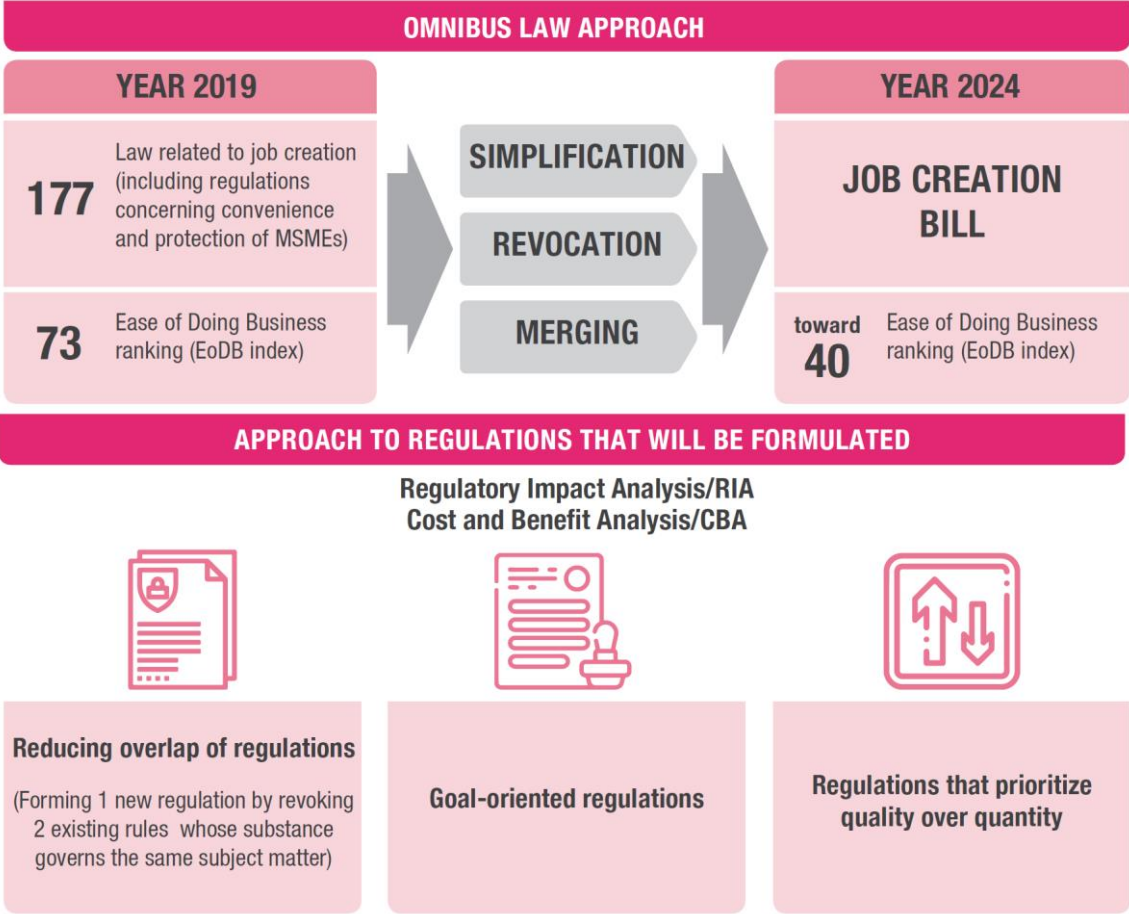 OMNIBUS LAW APPROACH
YEAR 2019
177
Law related to job creation
(including regulations
concerning convenience
and protection of MSMEs)
73
Ease of Doing Business
ranking (EoDB index)
SIMPLIFICATION
REVOCATION
MERGING
YEAR 2024
JOB CREATION
BILL
toward
40
Ease of Doing Business
ranking (EoDB index)
APPROACH TO REGULATIONS THAT WILL BE FORMULATED
Regulatory Impact Analysis/RIA
Cost and Benefit Analysis/CBA
Reducing overlap of regulations
(Forming 1 new regulation by revoking
2 existing rules whose substance
governs the same subject matter)
Goal-oriented regulations
Regulations that prioritize
quality over quantity